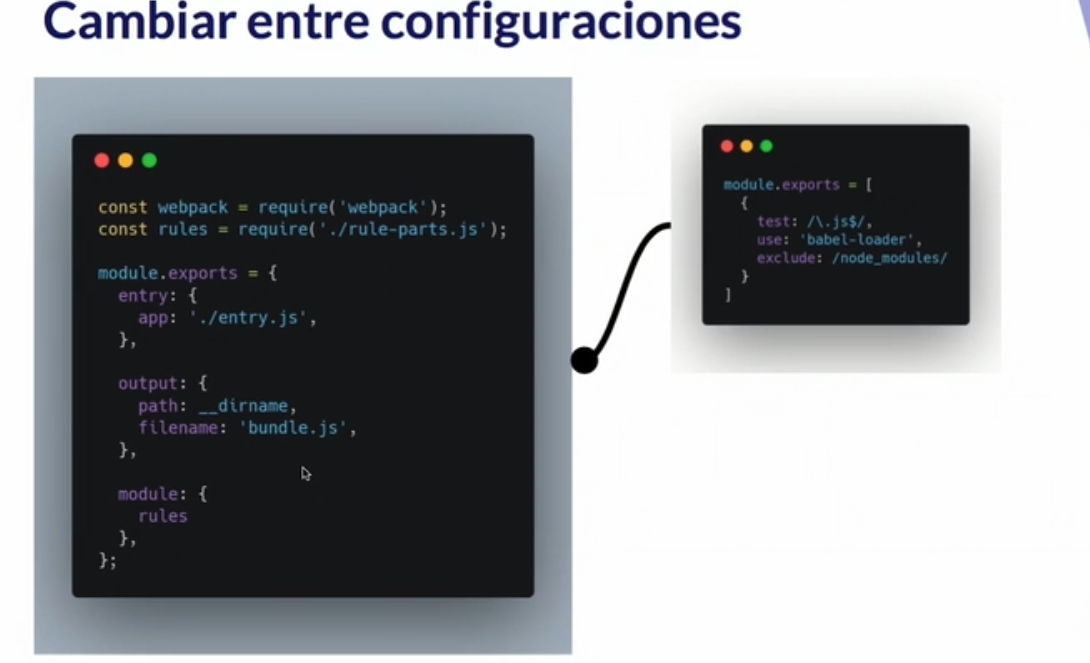 Cambiar entre configuraciones
const webpack = require('webpack');
const rules = require('./rule-parts.js');
module.exports = {
  entry: {
    app: './entry.js',
  },
  output: {
    path: __dirname,
    filename: 'bundle.js',
  },
  module: {
    rules
  },
};
module.exports = [
  {
    test: /\.js$/,
    use: 'babel-loader',
    exclude: /node_modules/
  }
]